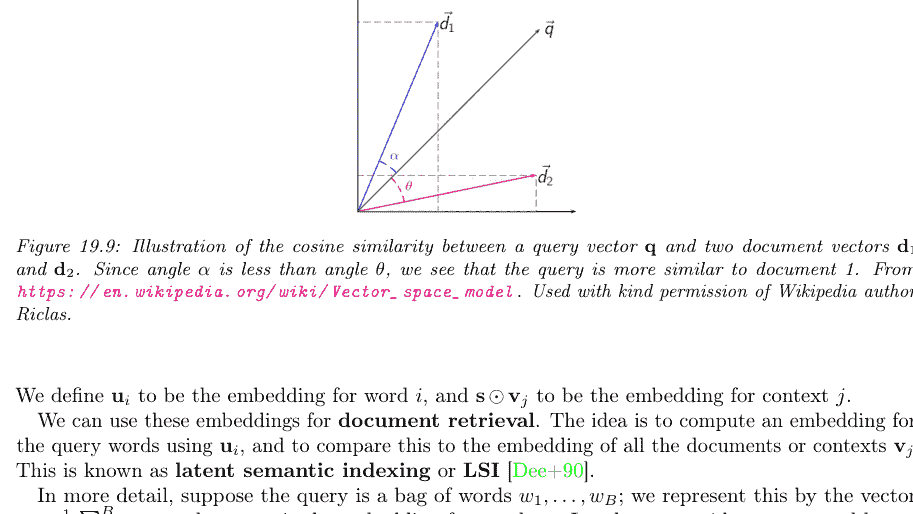 d⃗₁
q⃗
α
d⃗₂
θ
Figure 19.9: Illustration of the cosine similarity between a query vector q and two document vectors d₁
and d₂. Since angle α is less than angle θ, we see that the query is more similar to document 1. From
https://en.wikipedia.org/wiki/Vector_space_model. Used with kind permission of Wikipedia author
Riclas.
We define uᵢ to be the embedding for word i, and s ⊙ vⱼ to be the embedding for context j.
We can use these embeddings for document retrieval. The idea is to compute an embedding for
the query words using uᵢ, and to compare this to the embedding of all the documents or contexts vⱼ
This is known as latent semantic indexing or LSI [Dee+90].
In more detail, suppose the query is a bag of words w₁, . . . , w_B; we represent this by the vector